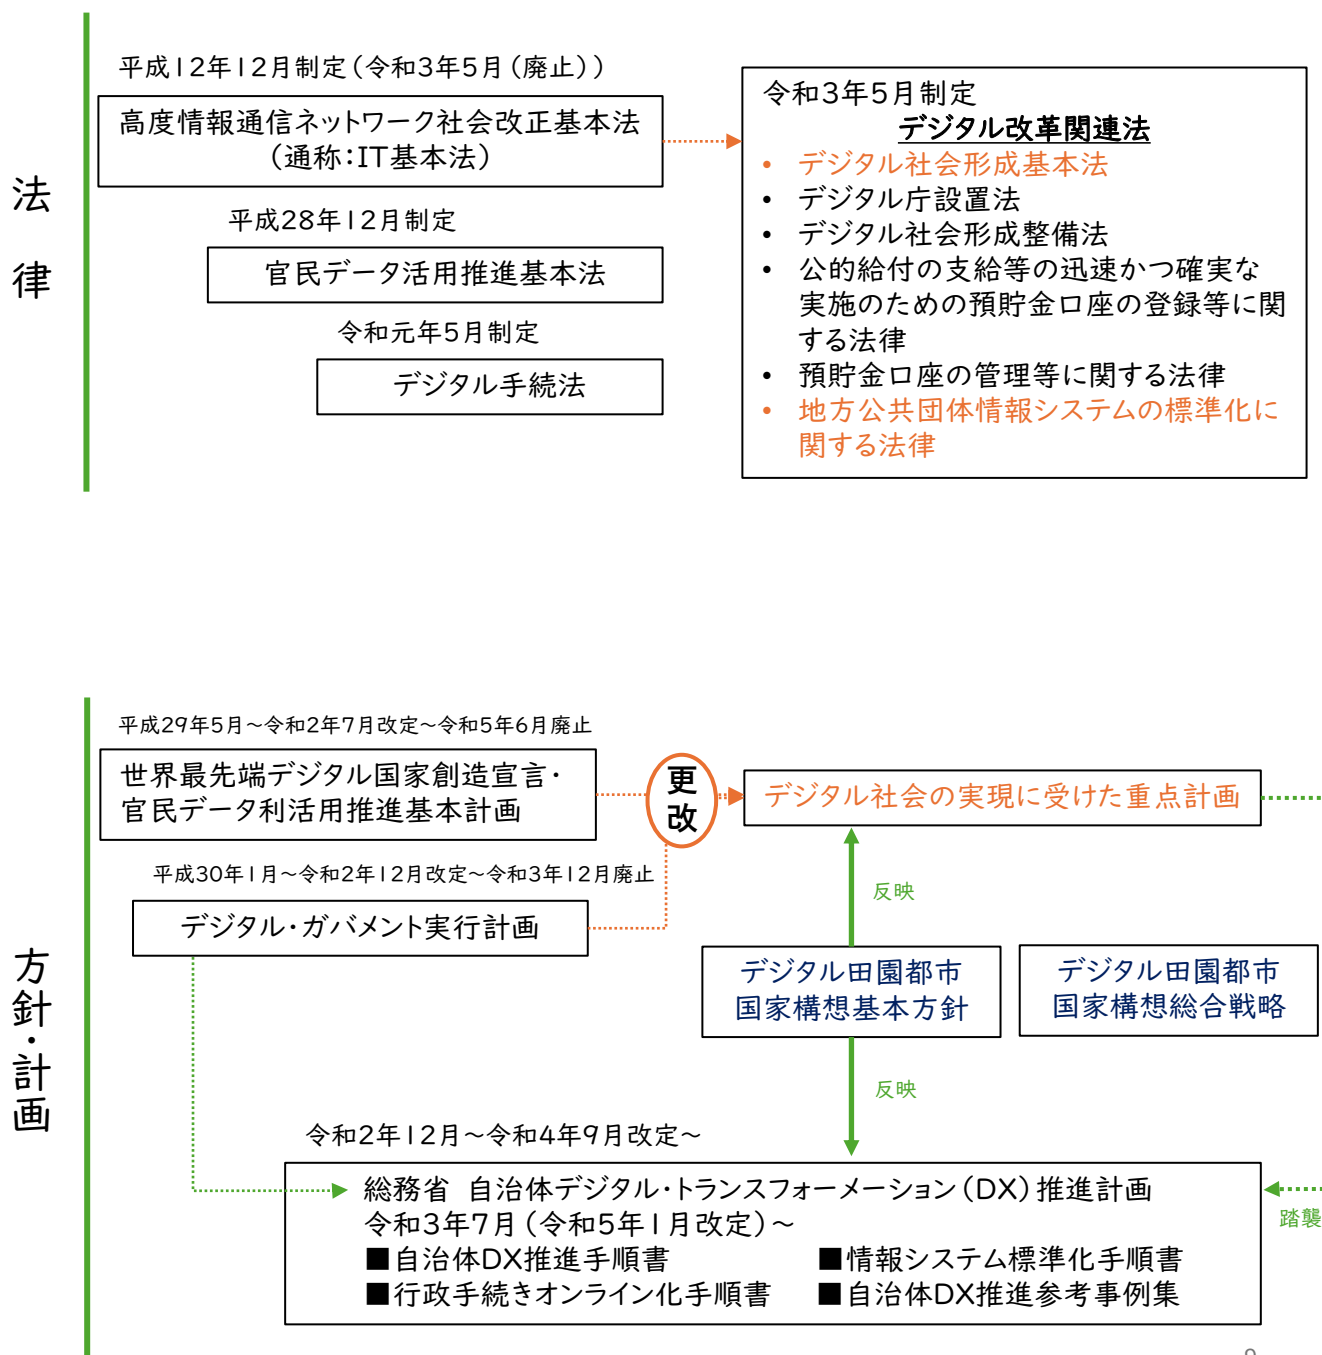 法律
平成12年12月制定（令和3年5月（廃止））
高度情報通信ネットワーク社会改正基本法
（通称：IT基本法）
平成28年12月制定
官民データ活用推進基本法
令和元年5月制定
デジタル手続法
令和3年5月制定
デジタル改革関連法
• デジタル社会形成基本法
• デジタル庁設置法
• デジタル社会形成整備法
• 公的給付の支給等の迅速かつ確実な
実施のための預貯金口座の登録等に関
する法律
• 預貯金口座の管理等に関する法律
• 地方公共団体情報システムの標準化に
関する法律
方針・計画
平成29年5月～令和2年7月改定～令和5年6月廃止
世界最先端デジタル国家創造宣言・
官民データ利活用推進基本計画
更
改
デジタル社会の実現に受けた重点計画
平成30年1月～令和2年12月改定～令和3年12月廃止
デジタル・ガバメント実行計画
反映
デジタル田園都市
国家構想基本方針
デジタル田園都市
国家構想総合戦略
反映
令和2年12月～令和4年9月改定～
総務省 自治体デジタル・トランスフォーメーション（DX）推進計画
令和3年7月（令和5年1月改定）～
■自治体DX推進手順書 ■情報システム標準化手順書
■行政手続きオンライン化手順書 ■自治体DX推進参考事例集
踏襲